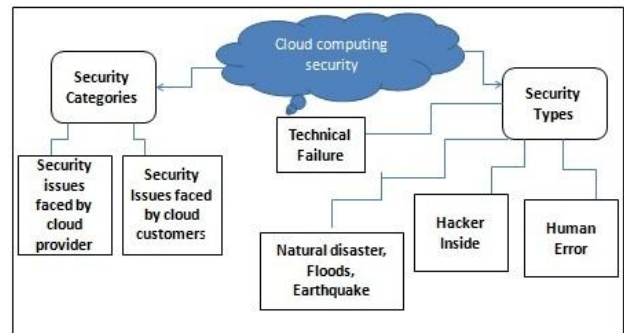 Cloud computing
security
Security
Categories
Security
Types
Technical
Failure
Security
issues
faced by
cloud
provider
Security
Issues faced
by cloud
customers
Natural disaster,
Floods,
Earthquake
Hacker
Inside
Human
Error